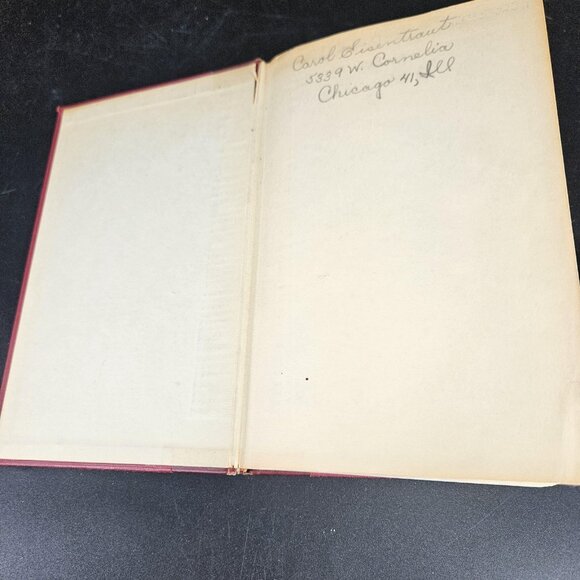 Carol Eisentraut
5339 W. Cornelia
Chicago 41, Ill